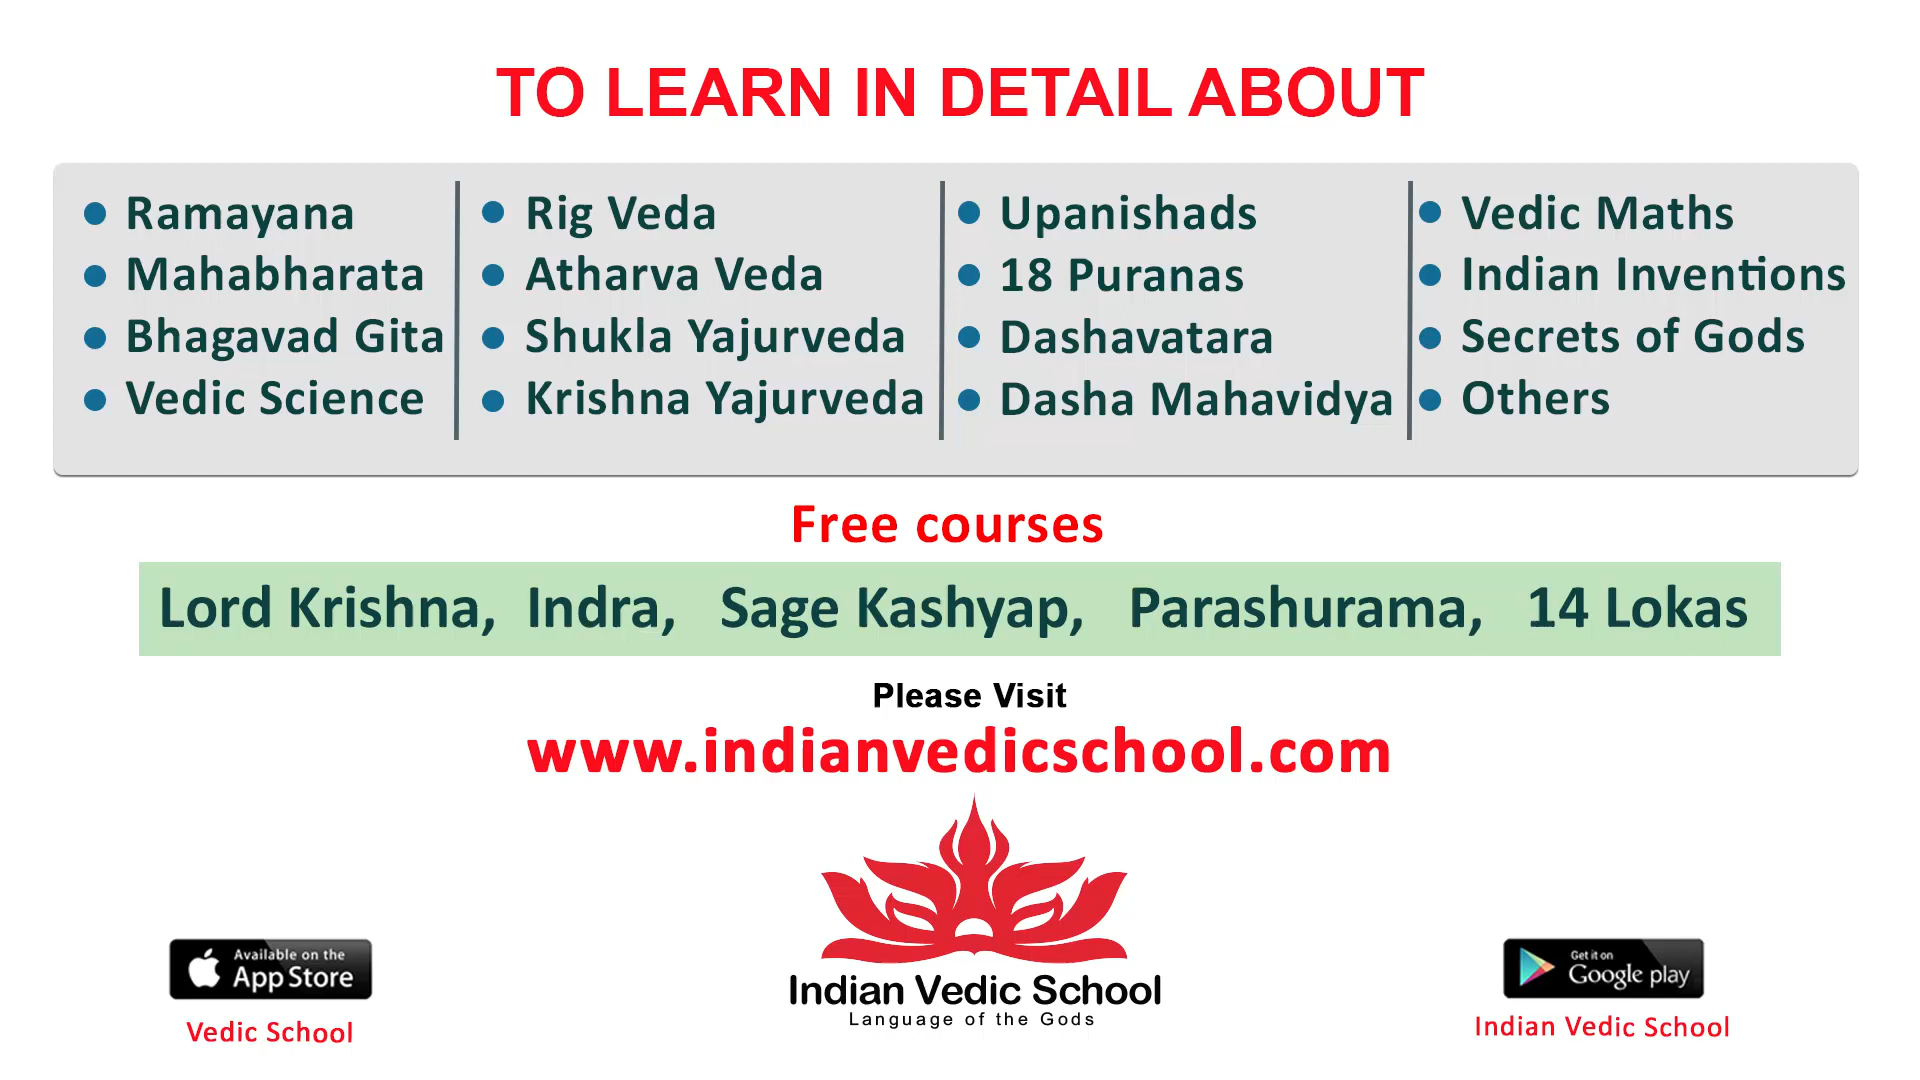 TO LEARN IN DETAIL ABOUT
Ramayana
Mahabharata
Bhagavad Gita
Vedic Science
Rig Veda
Atharva Veda
Shukla Yajurveda
Krishna Yajurveda
Upanishads
18 Puranas
Dashavatara
Dasha Mahavidya
Vedic Maths
Indian Inventions
Secrets of Gods
Others
Free courses
Lord Krishna, Indra, Sage Kashyap, Parashurama, 14 Lokas
Please Visit
www.indianvedicschool.com
Available on the
App Store
Vedic School
Indian Vedic School
Language of the Gods
Get it on
Google play
Indian Vedic School